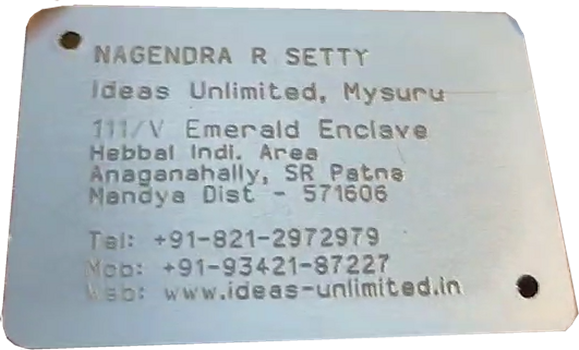 NAGENDRA R SETTY
Ideas Unlimited, Mysuru
111/V Emerald Enclave
Hebbal Indl. Area
Anaganahally, SR Patna
Mandya Dist - 571606
Tel: +91-821-2972979
Mob: +91-93421-87227
Web: www.ideas-unlimited.in